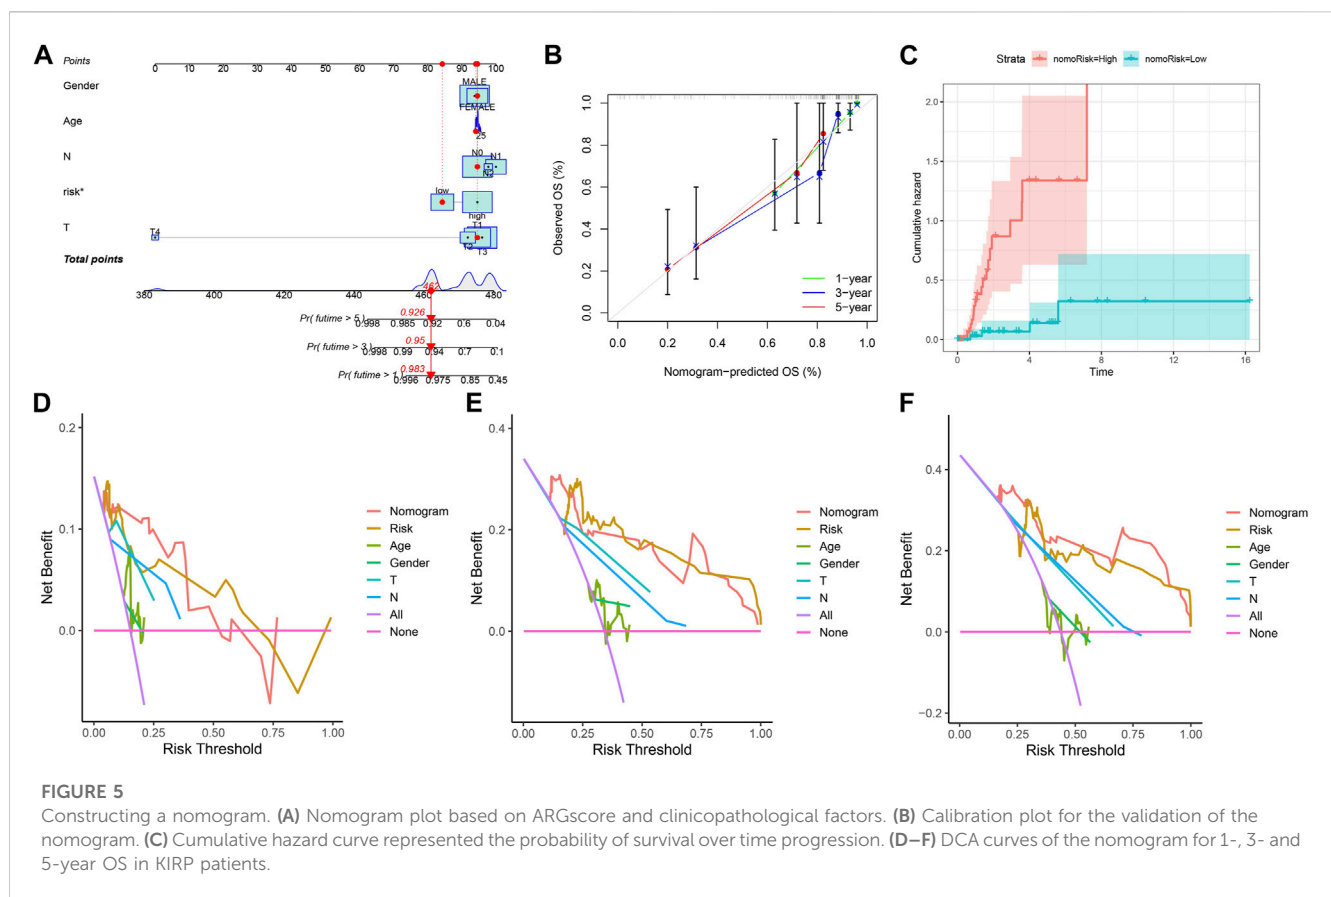 A
Points
0 10 20 30 40 50 60 70 80 90 100
Gender
MALE
FEMALE
Age
25
N
N0
N1
N2
risk*
low
high
T
T4
T1
T2
T3
Total points
462
380 400 420 440 460 480
0.926
Pr( futime > 5 )
0.998 0.985 0.92 0.6 0.04
0.95
Pr( futime > 3 )
0.998 0.99 0.94 0.7 0.1
0.983
Pr( futime > 1 )
0.996 0.975 0.85 0.45
B
Observed OS (%)
1.0
0.8
0.6
0.4
0.2
0.0
1−year
3−year
5−year
0.0 0.2 0.4 0.6 0.8 1.0
Nomogram−predicted OS (%)
C
Strata nomoRisk=High nomoRisk=Low
Cumulative hazard
2.0
1.5
1.0
0.5
0.0
0 4 8 12 16
Time
D
Net Benefit
0.2
0.1
0.0
Nomogram
Risk
Age
Gender
T
N
All
None
0.00 0.25 0.50 0.75 1.00
Risk Threshold
E
Net Benefit
0.4
0.2
0.0
Nomogram
Risk
Age
Gender
T
N
All
None
0.00 0.25 0.50 0.75 1.00
Risk Threshold
F
Net Benefit
0.4
0.2
0.0
−0.2
Nomogram
Risk
Age
Gender
T
N
All
None
0.00 0.25 0.50 0.75 1.00
Risk Threshold
FIGURE 5
Constructing a nomogram. (A) Nomogram plot based on ARGscore and clinicopathological factors. (B) Calibration plot for the validation of the
nomogram. (C) Cumulative hazard curve represented the probability of survival over time progression. (D–F) DCA curves of the nomogram for 1-, 3- and
5-year OS in KIRP patients.